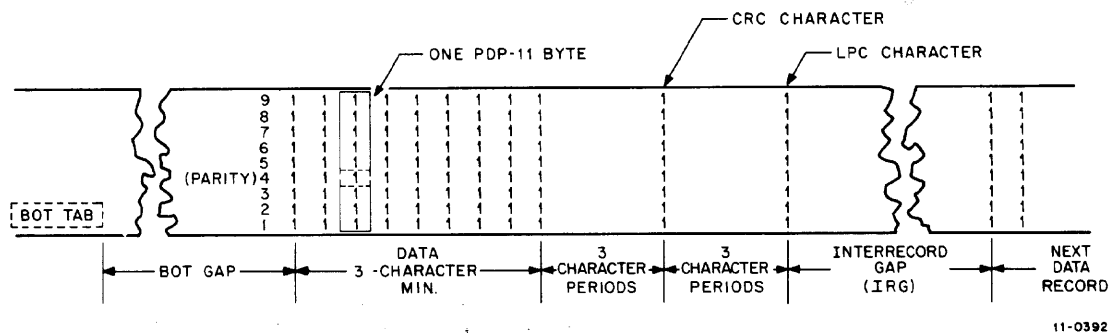 CRC CHARACTER
ONE PDP-11 BYTE
LPC CHARACTER
9
8
7
6
5
(PARITY) 4
3
2
1
BOT TAB
BOT GAP
DATA
3 -CHARACTER
MIN.
3
CHARACTER
PERIODS
3
CHARACTER
PERIODS
INTERRECORD
GAP
(IRG)
NEXT
DATA
RECORD
11-0392